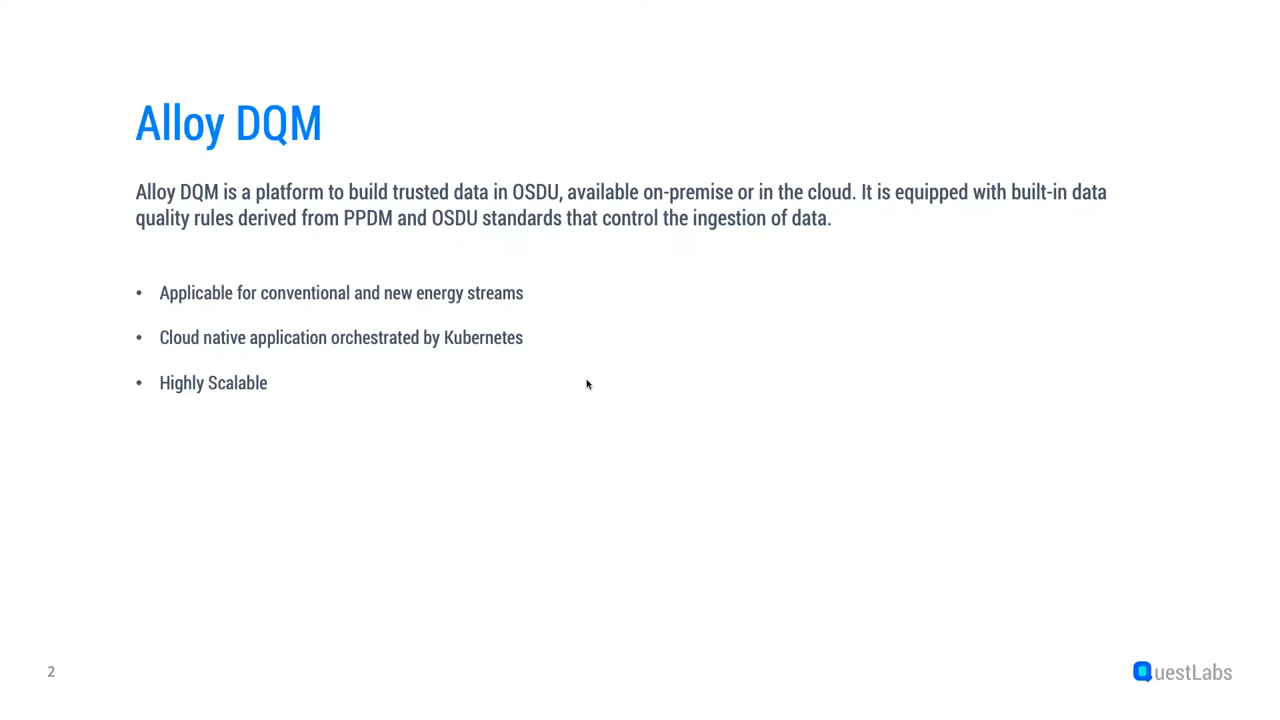 Alloy DQM
Alloy DQM is a platform to build trusted data in OSDU, available on-premise or in the cloud. It is equipped with built-in data
quality rules derived from PPDM and OSDU standards that control the ingestion of data.
• Applicable for conventional and new energy streams
• Cloud native application orchestrated by Kubernetes
• Highly Scalable
2
QuestLabs